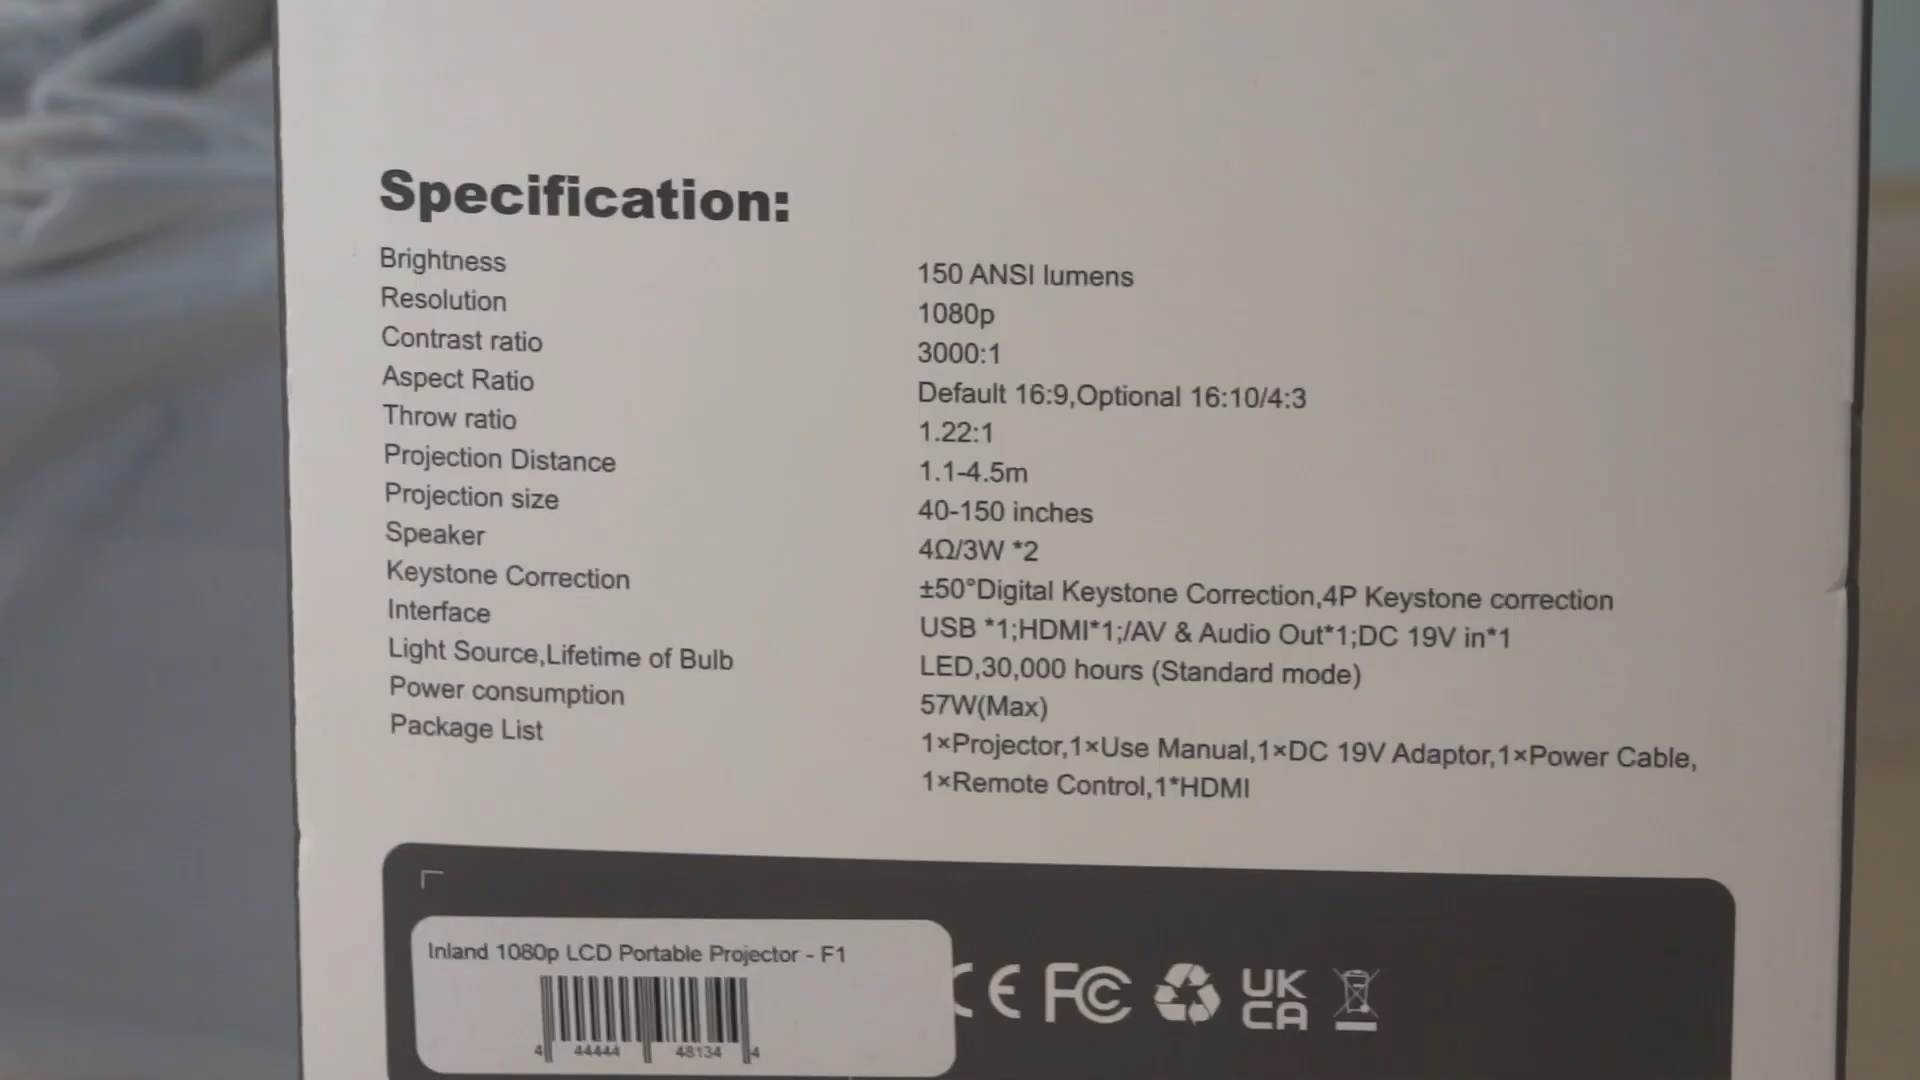 Specification:
Brightness 150 ANSI lumens
Resolution 1080p
Contrast ratio 3000:1
Aspect Ratio Default 16:9,Optional 16:10/4:3
Throw ratio 1.22:1
Projection Distance 1.1-4.5m
Projection size 40-150 inches
Speaker 4Ω/3W *2
Keystone Correction ±50°Digital Keystone Correction,4P Keystone correction
Interface USB *1;HDMI*1;/AV & Audio Out*1;DC 19V in*1
Light Source,Lifetime of Bulb LED,30,000 hours (Standard mode)
Power consumption 57W(Max)
Package List 1×Projector,1×Use Manual,1×DC 19V Adaptor,1×Power Cable,
1×Remote Control,1*HDMI
Inland 1080p LCD Portable Projector - F1
4 44444 48134 4
CE FC UK
CA